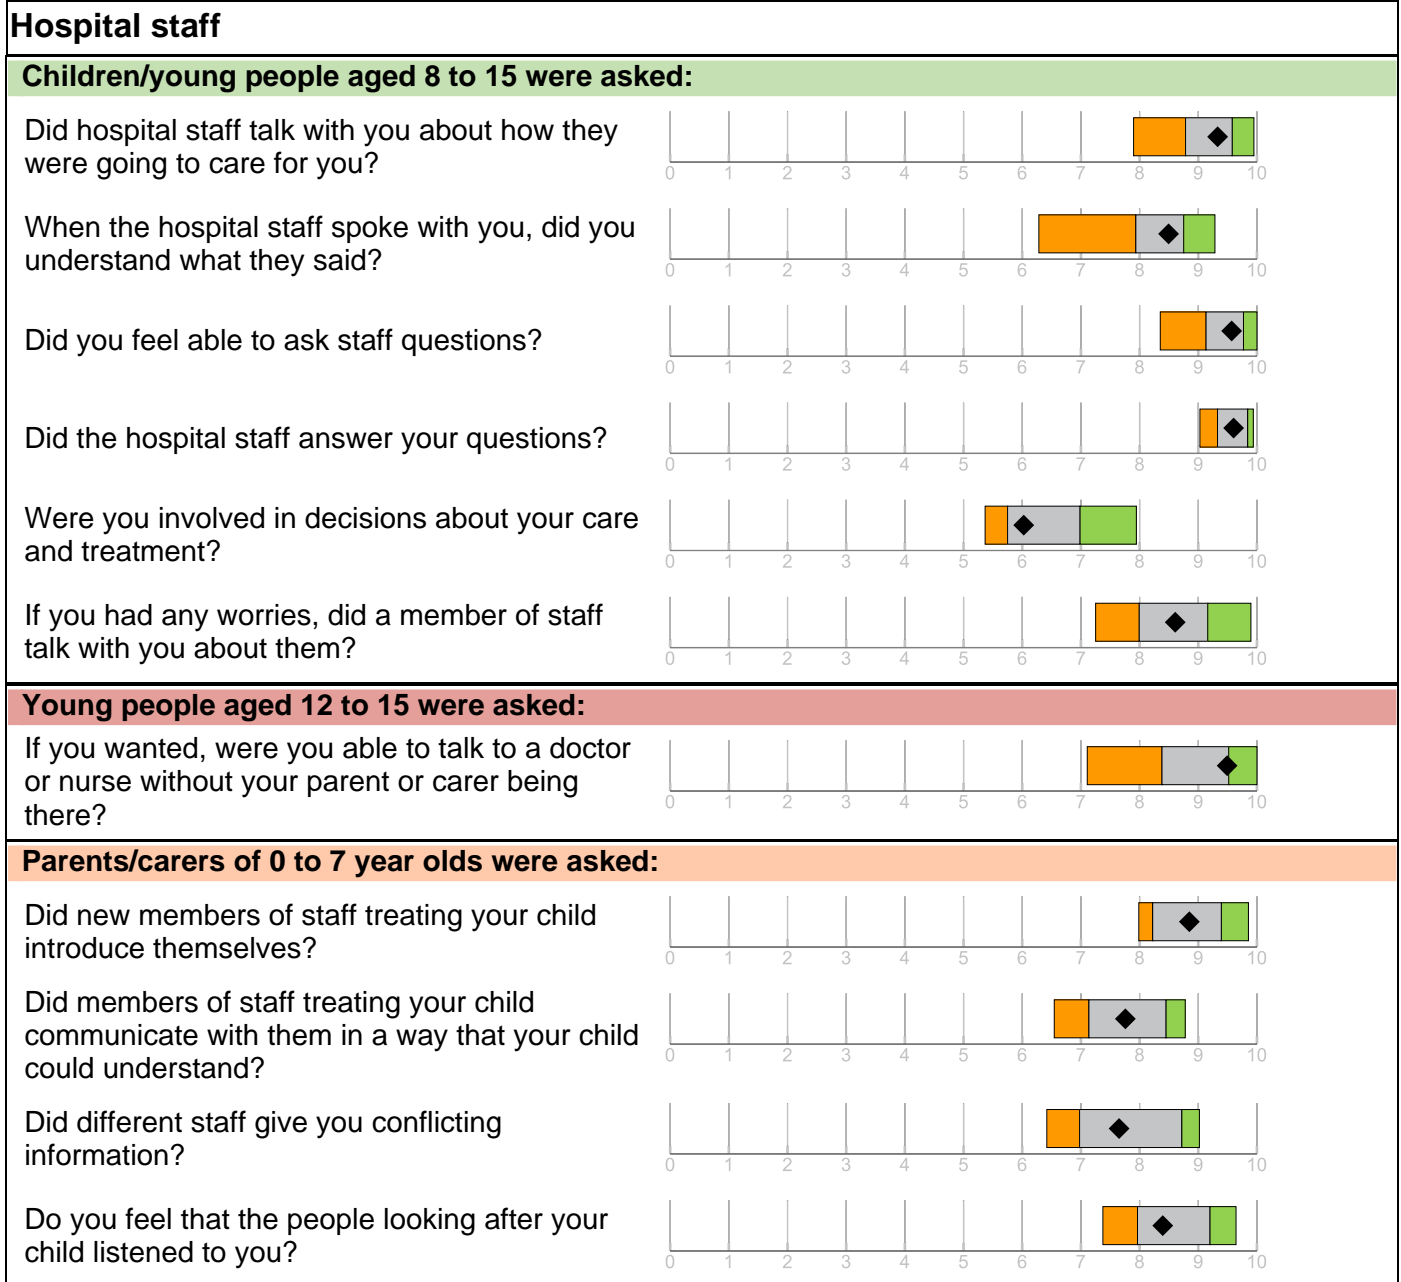 Hospital staff
Children/young people aged 8 to 15 were asked:
Did hospital staff talk with you about how they
were going to care for you?
0 1 2 3 4 5 6 7 8 9 10
When the hospital staff spoke with you, did you
understand what they said?
0 1 2 3 4 5 6 7 8 9 10
Did you feel able to ask staff questions?
0 1 2 3 4 5 6 7 8 9 10
Did the hospital staff answer your questions?
0 1 2 3 4 5 6 7 8 9 10
Were you involved in decisions about your care
and treatment?
0 1 2 3 4 5 6 7 8 9 10
If you had any worries, did a member of staff
talk with you about them?
0 1 2 3 4 5 6 7 8 9 10
Young people aged 12 to 15 were asked:
If you wanted, were you able to talk to a doctor
or nurse without your parent or carer being
there?
0 1 2 3 4 5 6 7 8 9 10
Parents/carers of 0 to 7 year olds were asked:
Did new members of staff treating your child
introduce themselves?
0 1 2 3 4 5 6 7 8 9 10
Did members of staff treating your child
communicate with them in a way that your child
could understand?
0 1 2 3 4 5 6 7 8 9 10
Did different staff give you conflicting
information?
0 1 2 3 4 5 6 7 8 9 10
Do you feel that the people looking after your
child listened to you?
0 1 2 3 4 5 6 7 8 9 10